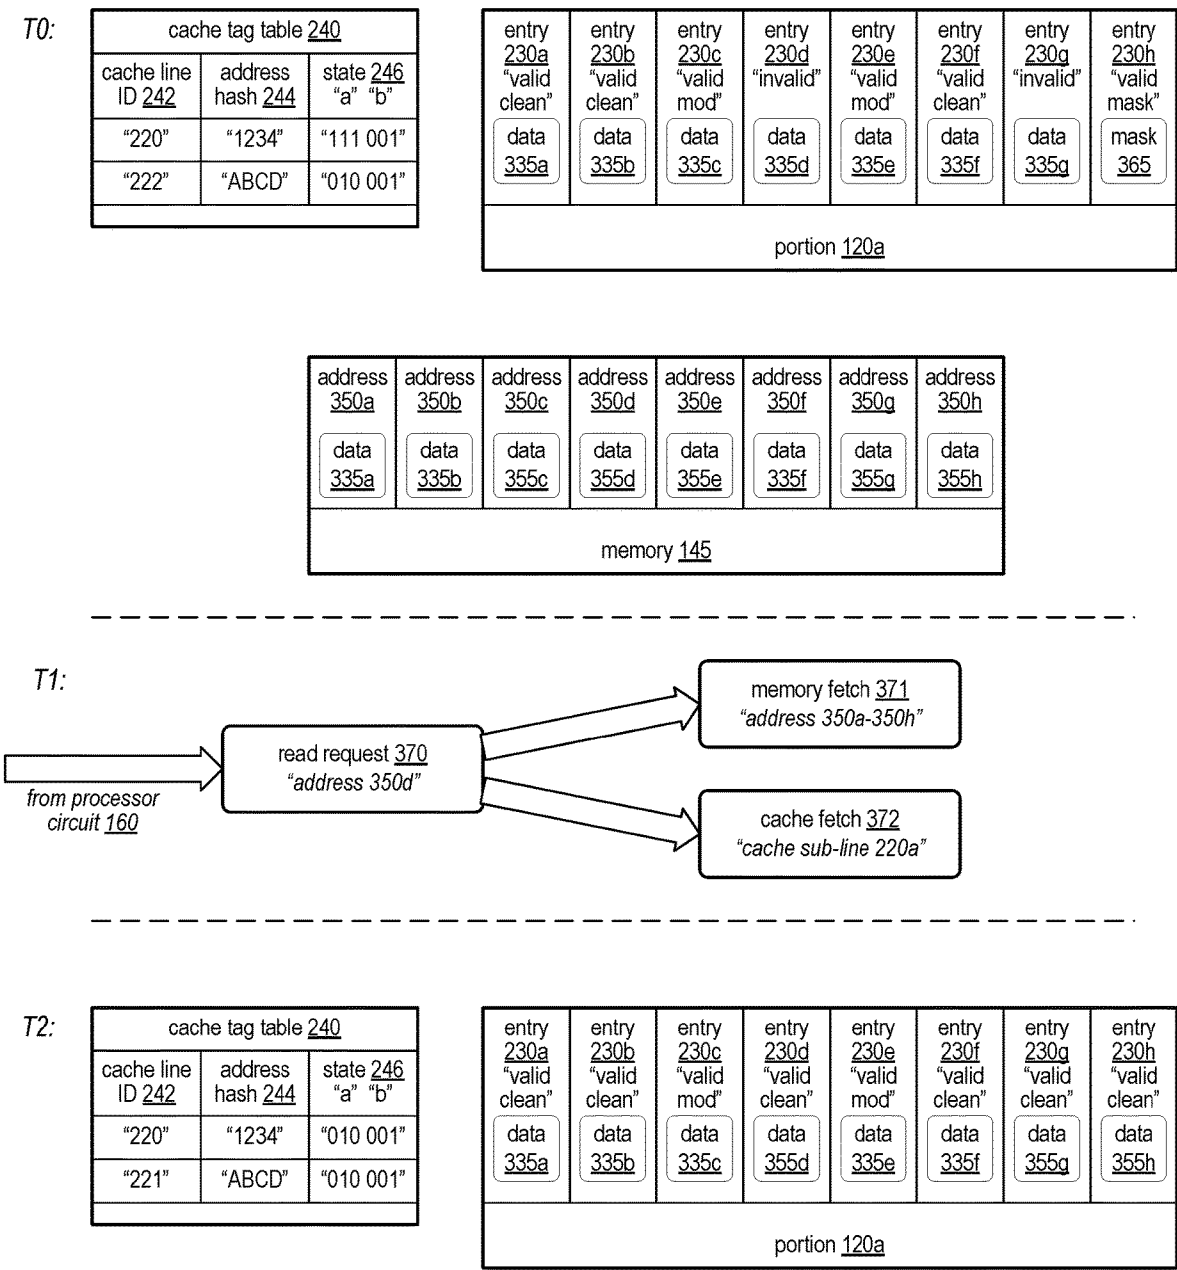 T0:
cache tag table 240
cache line ID 242
address hash 244
state 246 "a" "b"
"220" "1234" "111 001"
"222" "ABCD" "010 001"
entry 230a "valid clean" data 335a
entry 230b "valid clean" data 335b
entry 230c "valid mod" data 335c
entry 230d "invalid" data 335d
entry 230e "valid mod" data 335e
entry 230f "valid clean" data 335f
entry 230g "invalid" data 335g
entry 230h "valid mask" mask 365
portion 120a
address 350a data 335a
address 350b data 335b
address 350c data 355c
address 350d data 355d
address 350e data 355e
address 350f data 335f
address 350g data 355g
address 350h data 355h
memory 145
T1:
from processor
circuit 160
read request 370
"address 350d"
memory fetch 371
"address 350a-350h"
cache fetch 372
"cache sub-line 220a"
T2:
cache tag table 240
cache line ID 242
address hash 244
state 246 "a" "b"
"220" "1234" "010 001"
"221" "ABCD" "010 001"
entry 230a "valid clean" data 335a
entry 230b "valid clean" data 335b
entry 230c "valid mod" data 335c
entry 230d "valid clean" data 355d
entry 230e "valid mod" data 335e
entry 230f "valid clean" data 335f
entry 230g "valid clean" data 355g
entry 230h "valid clean" data 355h
portion 120a